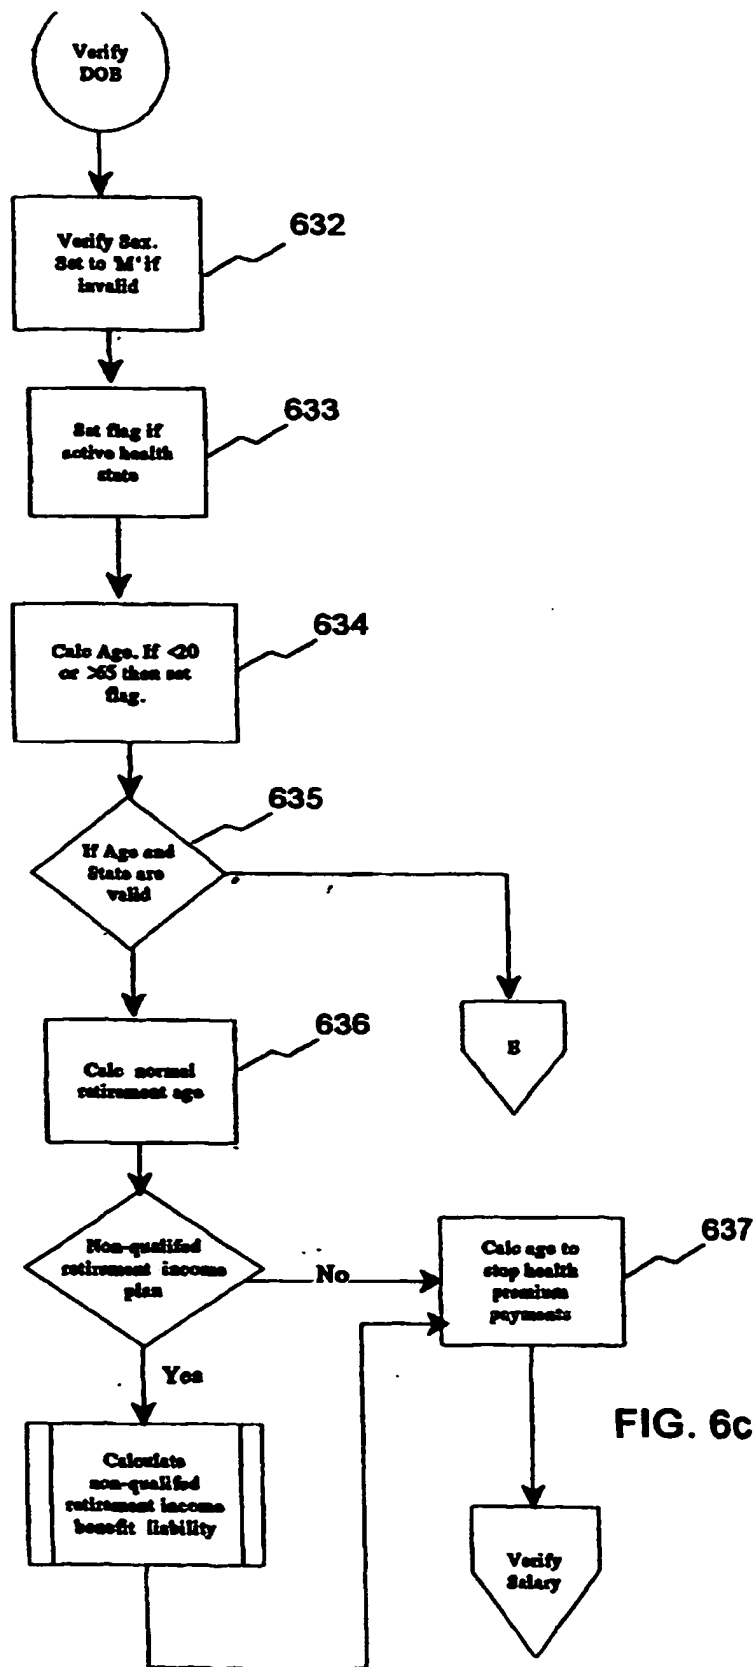 Verify
DOB
Verify Sex.
Set to 'M' if
invalid
632
Set flag if
active health
state
633
Calc Age. If <20
or >65 then set
flag.
634
If Age and
State are
valid
635
E
Calc normal
retirement age
636
Non-qualifed
retirement income
plan
No
Calc age to
stop health
premium
payments
637
Yes
Calculate
non-qualifed
retirement income
benefit liability
FIG. 6c
Verify
Salary